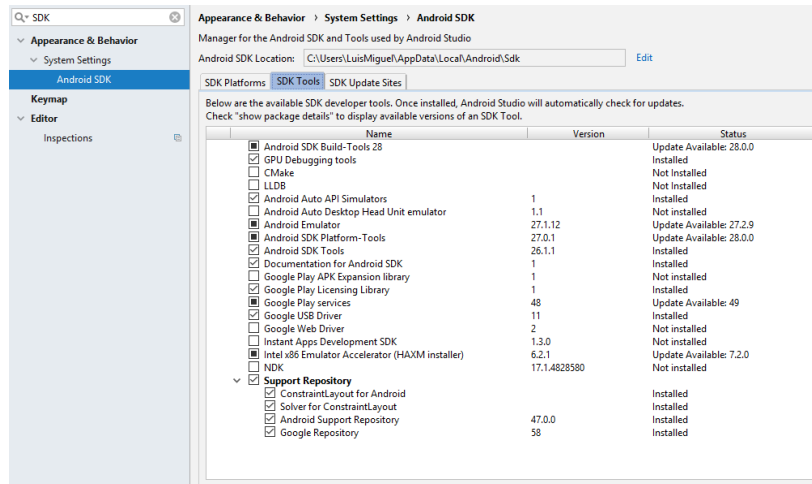 SDK
Appearance & Behavior
System Settings
Android SDK
Keymap
Editor
Inspections
Appearance & Behavior › System Settings › Android SDK
Manager for the Android SDK and Tools used by Android Studio
Android SDK Location: C:\Users\LuisMiguel\AppData\Local\Android\Sdk Edit
SDK Platforms SDK Tools SDK Update Sites
Below are the available SDK developer tools. Once installed, Android Studio will automatically check for updates.
Check "show package details" to display available versions of an SDK Tool.
Name Version Status
Android SDK Build-Tools 28 Update Available: 28.0.0
GPU Debugging tools Installed
CMake Not Installed
LLDB Not Installed
Android Auto API Simulators 1 Installed
Android Auto Desktop Head Unit emulator 1.1 Not installed
Android Emulator 27.1.12 Update Available: 27.2.9
Android SDK Platform-Tools 27.0.1 Update Available: 28.0.0
Android SDK Tools 26.1.1 Installed
Documentation for Android SDK 1 Installed
Google Play APK Expansion library 1 Not installed
Google Play Licensing Library 1 Installed
Google Play services 48 Update Available: 49
Google USB Driver 11 Installed
Google Web Driver 2 Not installed
Instant Apps Development SDK 1.3.0 Not installed
Intel x86 Emulator Accelerator (HAXM installer) 6.2.1 Update Available: 7.2.0
NDK 17.1.4828580 Not installed
Support Repository
ConstraintLayout for Android Installed
Solver for ConstraintLayout Installed
Android Support Repository 47.0.0 Installed
Google Repository 58 Installed